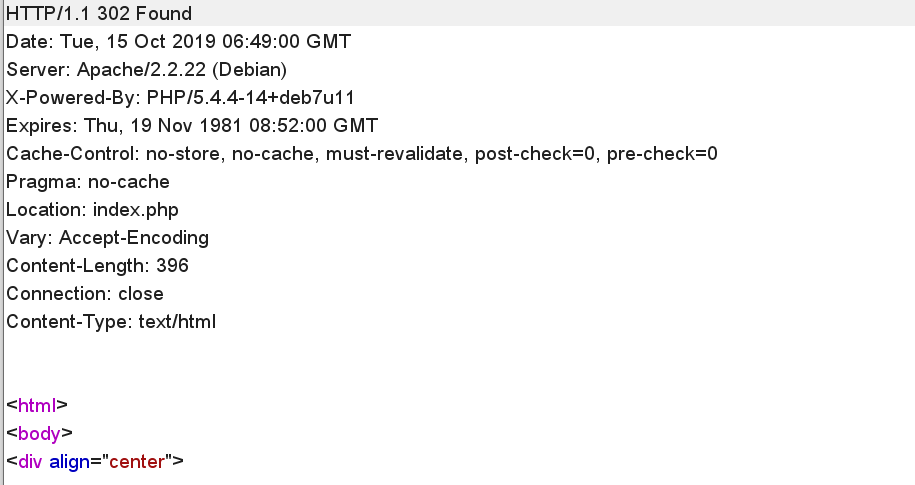 HTTP/1.1 302 Found
Date: Tue, 15 Oct 2019 06:49:00 GMT
Server: Apache/2.2.22 (Debian)
X-Powered-By: PHP/5.4.4-14+deb7u11
Expires: Thu, 19 Nov 1981 08:52:00 GMT
Cache-Control: no-store, no-cache, must-revalidate, post-check=0, pre-check=0
Pragma: no-cache
Location: index.php
Vary: Accept-Encoding
Content-Length: 396
Connection: close
Content-Type: text/html
<html>
<body>
<div align="center">